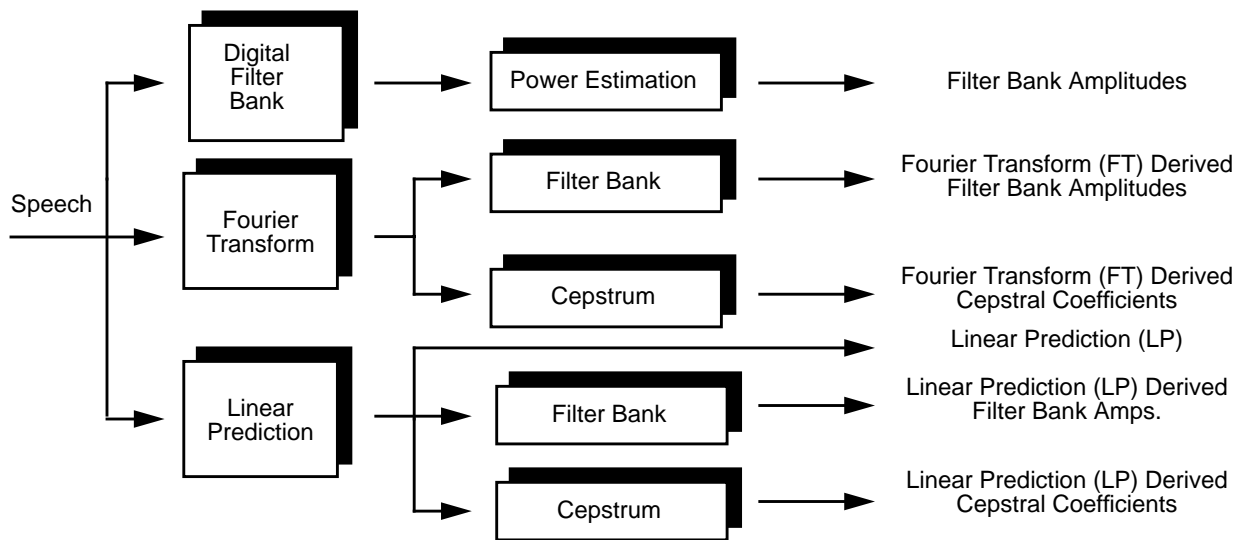 Speech
Digital
Filter
Bank
Power Estimation
Filter Bank Amplitudes
Fourier
Transform
Filter Bank
Fourier Transform (FT) Derived
Filter Bank Amplitudes
Cepstrum
Fourier Transform (FT) Derived
Cepstral Coefficients
Linear
Prediction
Linear Prediction (LP)
Filter Bank
Linear Prediction (LP) Derived
Filter Bank Amps.
Cepstrum
Linear Prediction (LP) Derived
Cepstral Coefficients